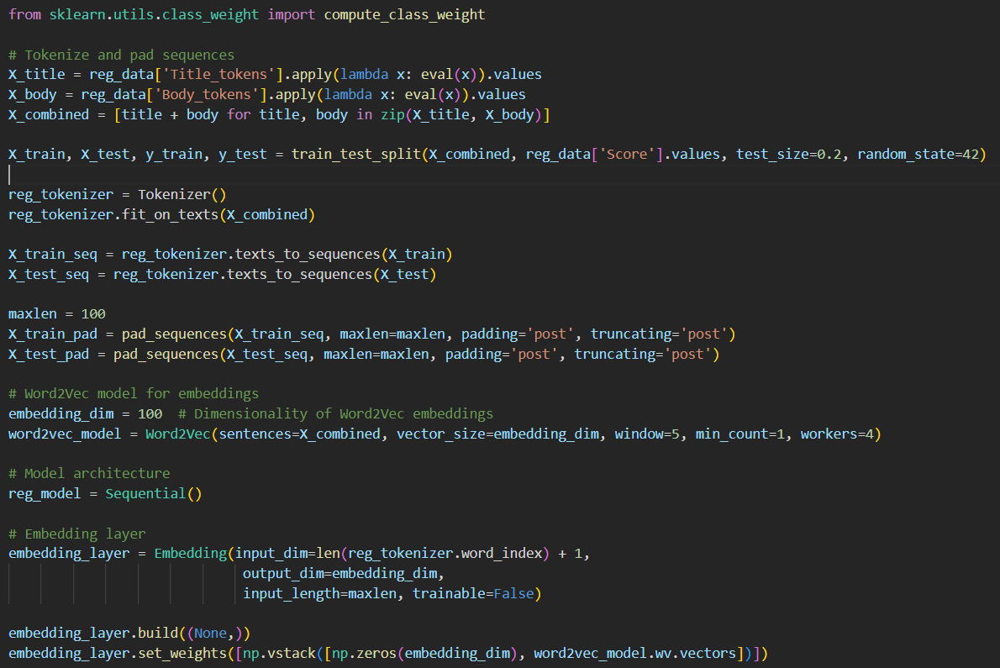 from sklearn.utils.class_weight import compute_class_weight
# Tokenize and pad sequences
X_title = reg_data['Title_tokens'].apply(lambda x: eval(x)).values
X_body = reg_data['Body_tokens'].apply(lambda x: eval(x)).values
X_combined = [title + body for title, body in zip(X_title, X_body)]
X_train, X_test, y_train, y_test = train_test_split(X_combined, reg_data['Score'].values, test_size=0.2, random_state=42)
reg_tokenizer = Tokenizer()
reg_tokenizer.fit_on_texts(X_combined)
X_train_seq = reg_tokenizer.texts_to_sequences(X_train)
X_test_seq = reg_tokenizer.texts_to_sequences(X_test)
maxlen = 100
X_train_pad = pad_sequences(X_train_seq, maxlen=maxlen, padding='post', truncating='post')
X_test_pad = pad_sequences(X_test_seq, maxlen=maxlen, padding='post', truncating='post')
# Word2Vec model for embeddings
embedding_dim = 100  # Dimensionality of Word2Vec embeddings
word2vec_model = Word2Vec(sentences=X_combined, vector_size=embedding_dim, window=5, min_count=1, workers=4)
# Model architecture
reg_model = Sequential()
# Embedding layer
embedding_layer = Embedding(input_dim=len(reg_tokenizer.word_index) + 1,
                            output_dim=embedding_dim,
                            input_length=maxlen, trainable=False)
embedding_layer.build((None,))
embedding_layer.set_weights([np.vstack([np.zeros(embedding_dim), word2vec_model.wv.vectors])])